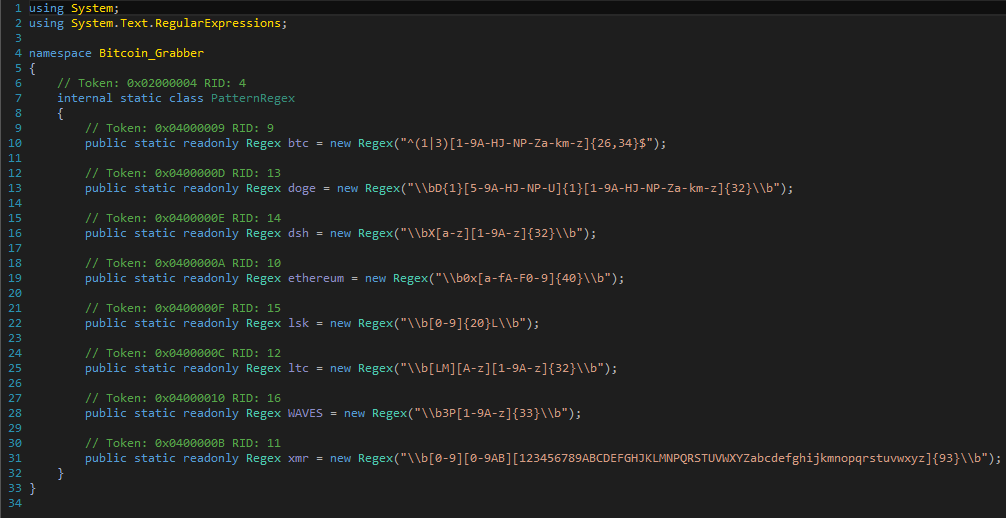 1 using System;
2 using System.Text.RegularExpressions;
3
4 namespace Bitcoin_Grabber
5 {
6 // Token: 0x02000004 RID: 4
7 internal static class PatternRegex
8 {
9 // Token: 0x04000009 RID: 9
10 public static readonly Regex btc = new Regex("^(1|3)[1-9A-HJ-NP-Za-km-z]{26,34}$");
11
12 // Token: 0x0400000D RID: 13
13 public static readonly Regex doge = new Regex("\\bD{1}[5-9A-HJ-NP-U]{1}[1-9A-HJ-NP-Za-km-z]{32}\\b");
14
15 // Token: 0x0400000E RID: 14
16 public static readonly Regex dsh = new Regex("\\bX[a-z][1-9A-z]{32}\\b");
17
18 // Token: 0x0400000A RID: 10
19 public static readonly Regex ethereum = new Regex("\\b0x[a-fA-F0-9]{40}\\b");
20
21 // Token: 0x0400000F RID: 15
22 public static readonly Regex lsk = new Regex("\\b[0-9]{20}L\\b");
23
24 // Token: 0x0400000C RID: 12
25 public static readonly Regex ltc = new Regex("\\b[LM][A-z][1-9A-z]{32}\\b");
26
27 // Token: 0x04000010 RID: 16
28 public static readonly Regex WAVES = new Regex("\\b3P[1-9A-z]{33}\\b");
29
30 // Token: 0x0400000B RID: 11
31 public static readonly Regex xmr = new Regex("\\b[0-9][0-9AB][123456789ABCDEFGHJKLMNPQRSTUVWXYZabcdefghijkmnopqrstuvwxyz]{93}\\b");
32 }
33 }
34